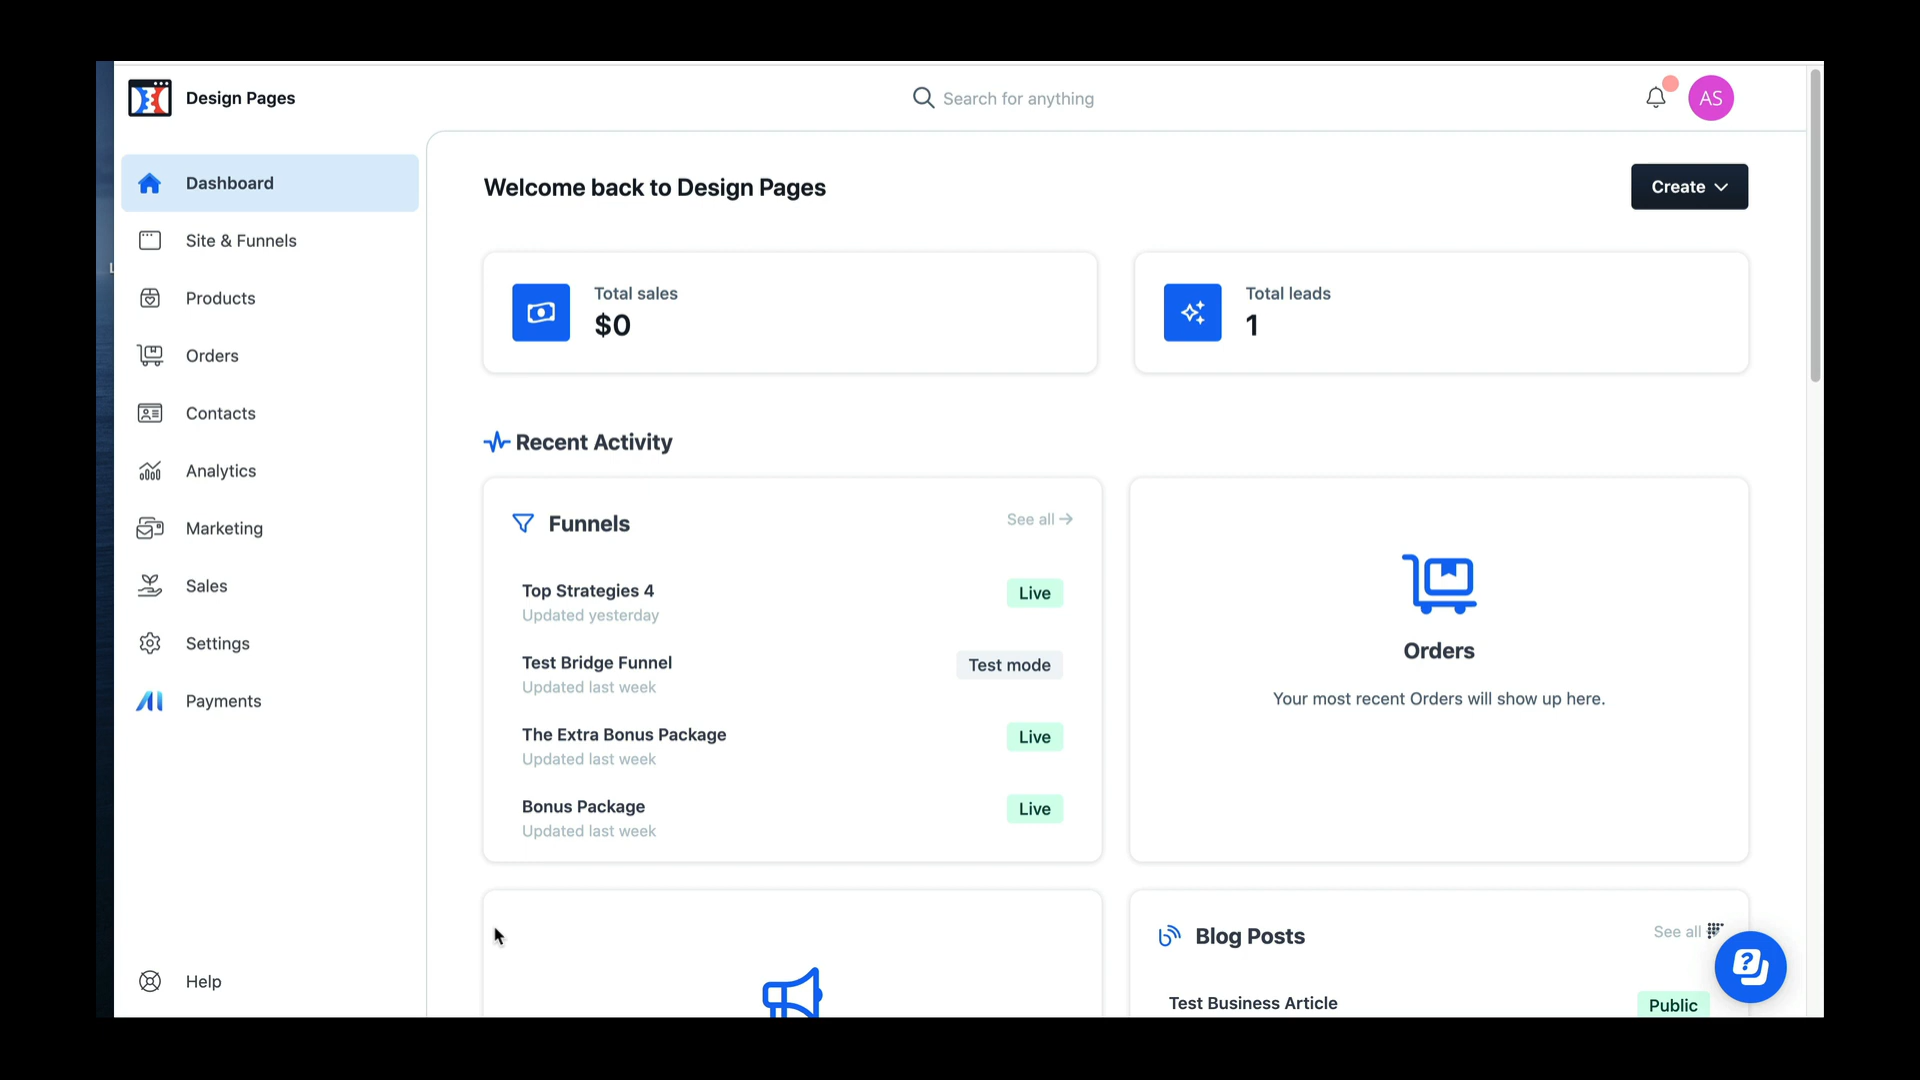 Design Pages
Search for anything
AS
Dashboard
Site & Funnels
Products
Orders
Contacts
Analytics
Marketing
Sales
Settings
Payments
Help
Welcome back to Design Pages
Create
Total sales
$0
Total leads
1
Recent Activity
Funnels
See all
Top Strategies 4
Live
Updated yesterday
Test Bridge Funnel
Test mode
Updated last week
The Extra Bonus Package
Live
Updated last week
Bonus Package
Live
Updated last week
Orders
Your most recent Orders will show up here.
Blog Posts
See all
Test Business Article
Public